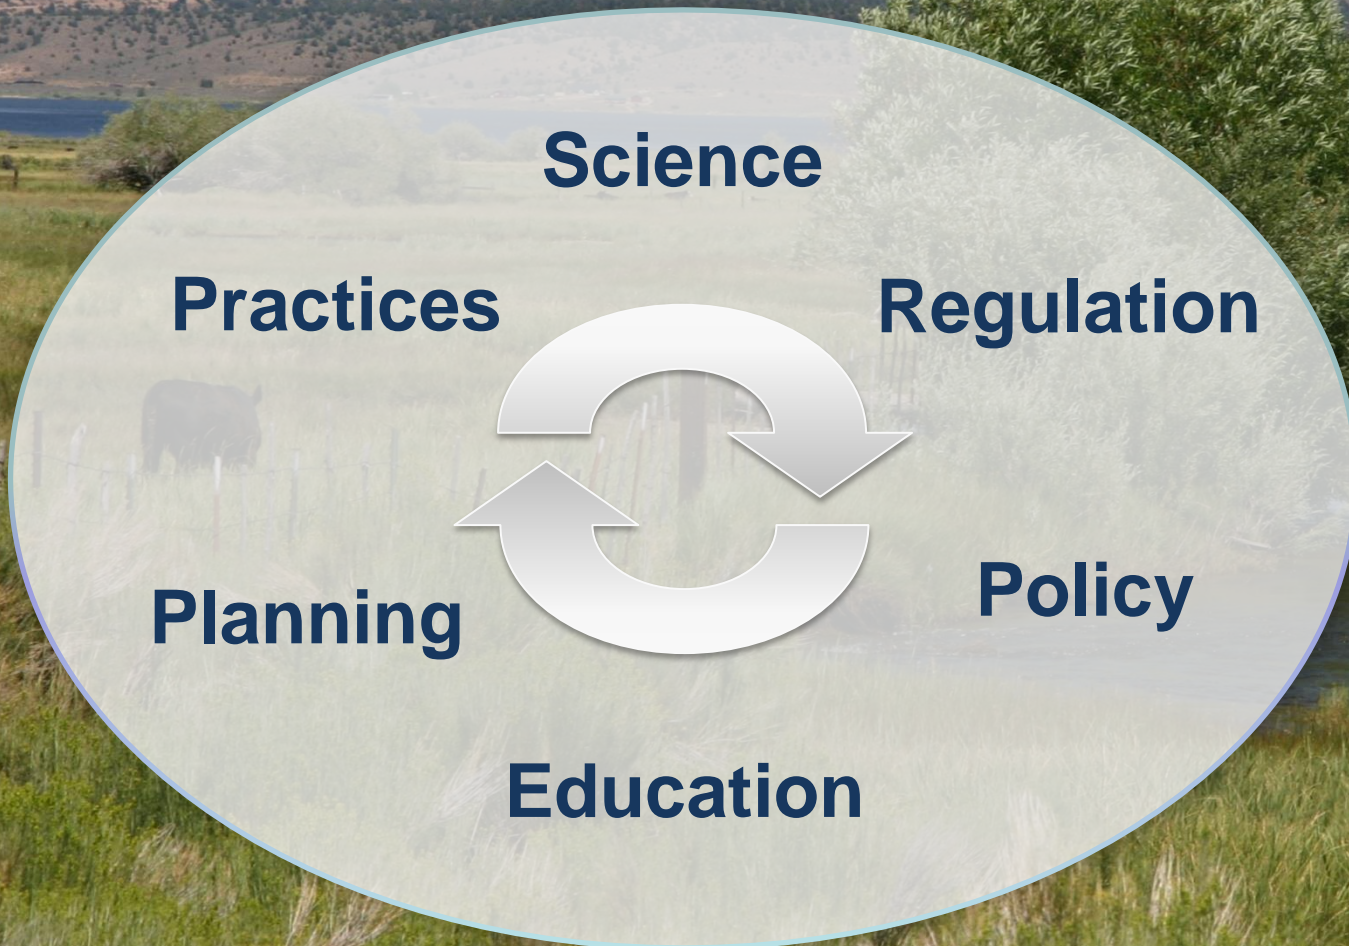 Science
Practices
Regulation
Planning
Policy
Education